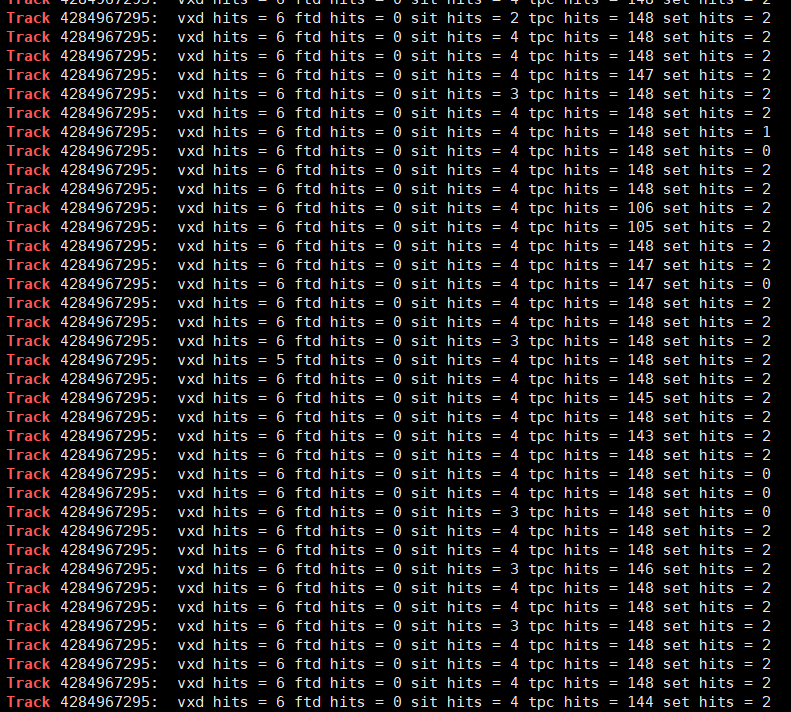 Track 4284967295:  vxd hits = 6 ftd hits = 0 sit hits = 4 tpc hits = 148 set hits = 2
Track 4284967295:  vxd hits = 6 ftd hits = 0 sit hits = 2 tpc hits = 148 set hits = 2
Track 4284967295:  vxd hits = 6 ftd hits = 0 sit hits = 4 tpc hits = 148 set hits = 2
Track 4284967295:  vxd hits = 6 ftd hits = 0 sit hits = 4 tpc hits = 148 set hits = 2
Track 4284967295:  vxd hits = 6 ftd hits = 0 sit hits = 4 tpc hits = 147 set hits = 2
Track 4284967295:  vxd hits = 6 ftd hits = 0 sit hits = 3 tpc hits = 148 set hits = 2
Track 4284967295:  vxd hits = 6 ftd hits = 0 sit hits = 4 tpc hits = 148 set hits = 2
Track 4284967295:  vxd hits = 6 ftd hits = 0 sit hits = 4 tpc hits = 148 set hits = 1
Track 4284967295:  vxd hits = 6 ftd hits = 0 sit hits = 4 tpc hits = 148 set hits = 0
Track 4284967295:  vxd hits = 6 ftd hits = 0 sit hits = 4 tpc hits = 148 set hits = 2
Track 4284967295:  vxd hits = 6 ftd hits = 0 sit hits = 4 tpc hits = 148 set hits = 2
Track 4284967295:  vxd hits = 6 ftd hits = 0 sit hits = 4 tpc hits = 106 set hits = 2
Track 4284967295:  vxd hits = 6 ftd hits = 0 sit hits = 4 tpc hits = 105 set hits = 2
Track 4284967295:  vxd hits = 6 ftd hits = 0 sit hits = 4 tpc hits = 148 set hits = 2
Track 4284967295:  vxd hits = 6 ftd hits = 0 sit hits = 4 tpc hits = 147 set hits = 2
Track 4284967295:  vxd hits = 6 ftd hits = 0 sit hits = 4 tpc hits = 147 set hits = 0
Track 4284967295:  vxd hits = 6 ftd hits = 0 sit hits = 4 tpc hits = 148 set hits = 2
Track 4284967295:  vxd hits = 6 ftd hits = 0 sit hits = 4 tpc hits = 148 set hits = 2
Track 4284967295:  vxd hits = 6 ftd hits = 0 sit hits = 3 tpc hits = 148 set hits = 2
Track 4284967295:  vxd hits = 5 ftd hits = 0 sit hits = 4 tpc hits = 148 set hits = 2
Track 4284967295:  vxd hits = 6 ftd hits = 0 sit hits = 4 tpc hits = 148 set hits = 2
Track 4284967295:  vxd hits = 6 ftd hits = 0 sit hits = 4 tpc hits = 145 set hits = 2
Track 4284967295:  vxd hits = 6 ftd hits = 0 sit hits = 4 tpc hits = 148 set hits = 2
Track 4284967295:  vxd hits = 6 ftd hits = 0 sit hits = 4 tpc hits = 143 set hits = 2
Track 4284967295:  vxd hits = 6 ftd hits = 0 sit hits = 4 tpc hits = 148 set hits = 2
Track 4284967295:  vxd hits = 6 ftd hits = 0 sit hits = 4 tpc hits = 148 set hits = 0
Track 4284967295:  vxd hits = 6 ftd hits = 0 sit hits = 4 tpc hits = 148 set hits = 0
Track 4284967295:  vxd hits = 6 ftd hits = 0 sit hits = 3 tpc hits = 148 set hits = 0
Track 4284967295:  vxd hits = 6 ftd hits = 0 sit hits = 4 tpc hits = 148 set hits = 2
Track 4284967295:  vxd hits = 6 ftd hits = 0 sit hits = 4 tpc hits = 148 set hits = 2
Track 4284967295:  vxd hits = 6 ftd hits = 0 sit hits = 3 tpc hits = 146 set hits = 2
Track 4284967295:  vxd hits = 6 ftd hits = 0 sit hits = 4 tpc hits = 148 set hits = 2
Track 4284967295:  vxd hits = 6 ftd hits = 0 sit hits = 4 tpc hits = 148 set hits = 2
Track 4284967295:  vxd hits = 6 ftd hits = 0 sit hits = 3 tpc hits = 148 set hits = 2
Track 4284967295:  vxd hits = 6 ftd hits = 0 sit hits = 4 tpc hits = 148 set hits = 2
Track 4284967295:  vxd hits = 6 ftd hits = 0 sit hits = 4 tpc hits = 148 set hits = 2
Track 4284967295:  vxd hits = 6 ftd hits = 0 sit hits = 4 tpc hits = 148 set hits = 2
Track 4284967295:  vxd hits = 6 ftd hits = 0 sit hits = 4 tpc hits = 144 set hits = 2